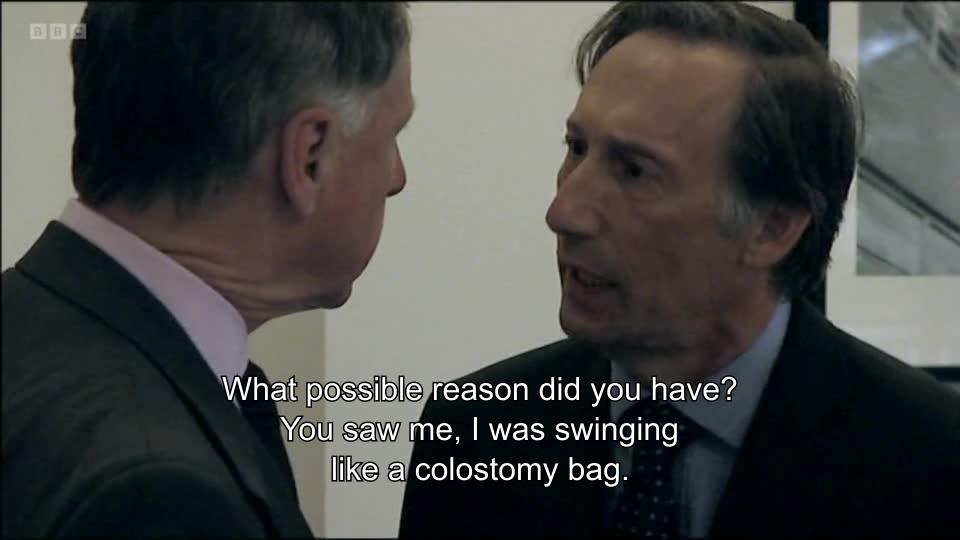 BBC
What possible reason did you have?
You saw me, I was swinging
like a colostomy bag.